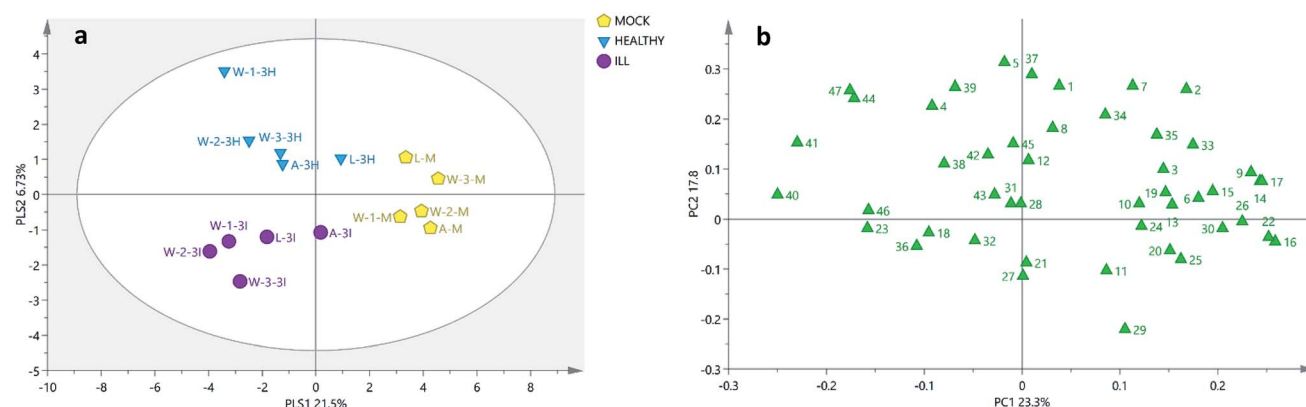 a
MOCK
HEALTHY
ILL
4
3
2
1
0
-1
-2
-3
-4
-5
PLS2 6.73%
W-1-3H
W-2-3H
W-3-3H
A-3H
L-3H
L-M
W-3-M
W-1-M
W-2-M
A-M
W-1-3I
L-3I
A-3I
W-2-3I
W-3-3I
-10 -8 -6 -4 -2 0 2 4 6 8
PLS1 21.5%
b
0.3
0.2
0.1
0
-0.1
-0.2
-0.3
PC2 17.8
5 37
1 7 2
47 44 39 4
34
8
35
33
41
42 45
38 12
3
9 17
14
40
43 31
28
19
10
6
15
13
46
23
18
36
32
24
26
30
22
16
20
25
21
27
11
29
-0.3 -0.2 -0.1 0 0.1 0.2
PC1 23.3%